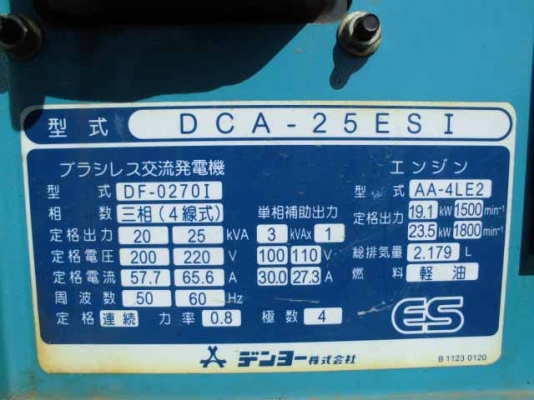 型式 DCA-25ESI
ブラシレス交流発電機 エンジン
型式 DF-0270I 型式 AA-4LE2
相数 三相(4線式) 単相補助出力 定格出力 19.1 kW 1500 min⁻¹
定格出力 20 25 kVA 3 kVA× 1 23.5 kW 1800 min⁻¹
定格電圧 200 220 V 100 110 V 総排気量 2.179 L
定格電流 57.7 65.6 A 30.0 27.3 A 燃料 軽油
周波数 50 60 Hz
定格 連続 力率 0.8 極数 4 ES
デンヨー株式会社 B 1123 0120